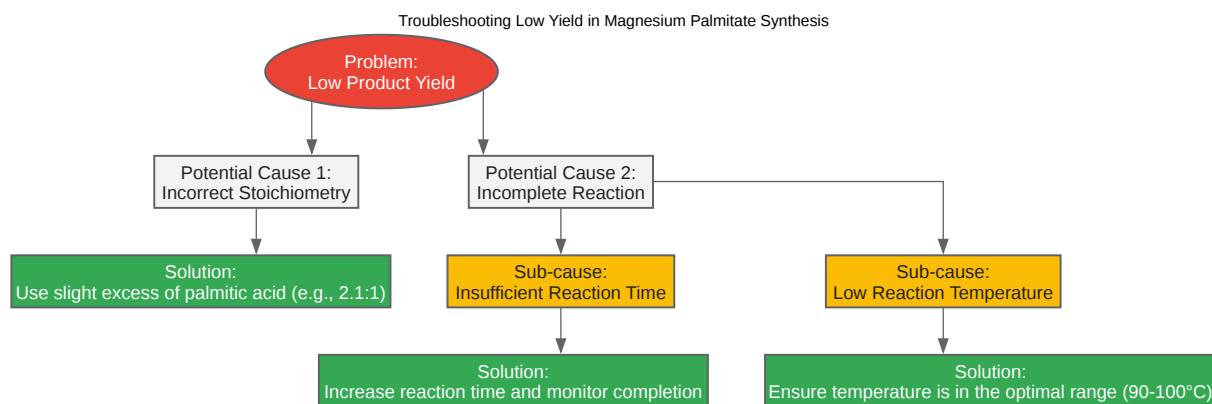 Troubleshooting Low Yield in Magnesium Palmitate Synthesis
Problem:
Low Product Yield
Potential Cause 1:
Incorrect Stoichiometry
Potential Cause 2:
Incomplete Reaction
Solution:
Use slight excess of palmitic acid (e.g., 2.1:1)
Sub-cause:
Insufficient Reaction Time
Sub-cause:
Low Reaction Temperature
Solution:
Increase reaction time and monitor completion
Solution:
Ensure temperature is in the optimal range (90-100°C)